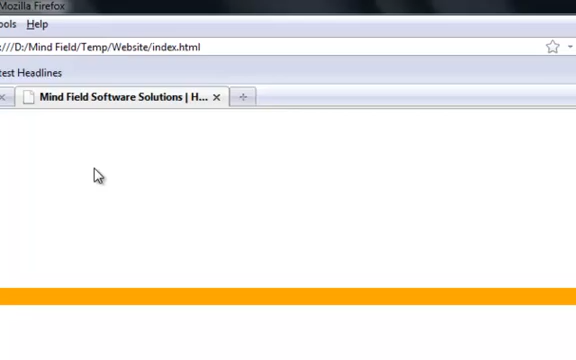 Mozilla Firefox
ools Help
:///D:/Mind Field/Temp/Website/index.html
test Headlines
Mind Field Software Solutions | H...